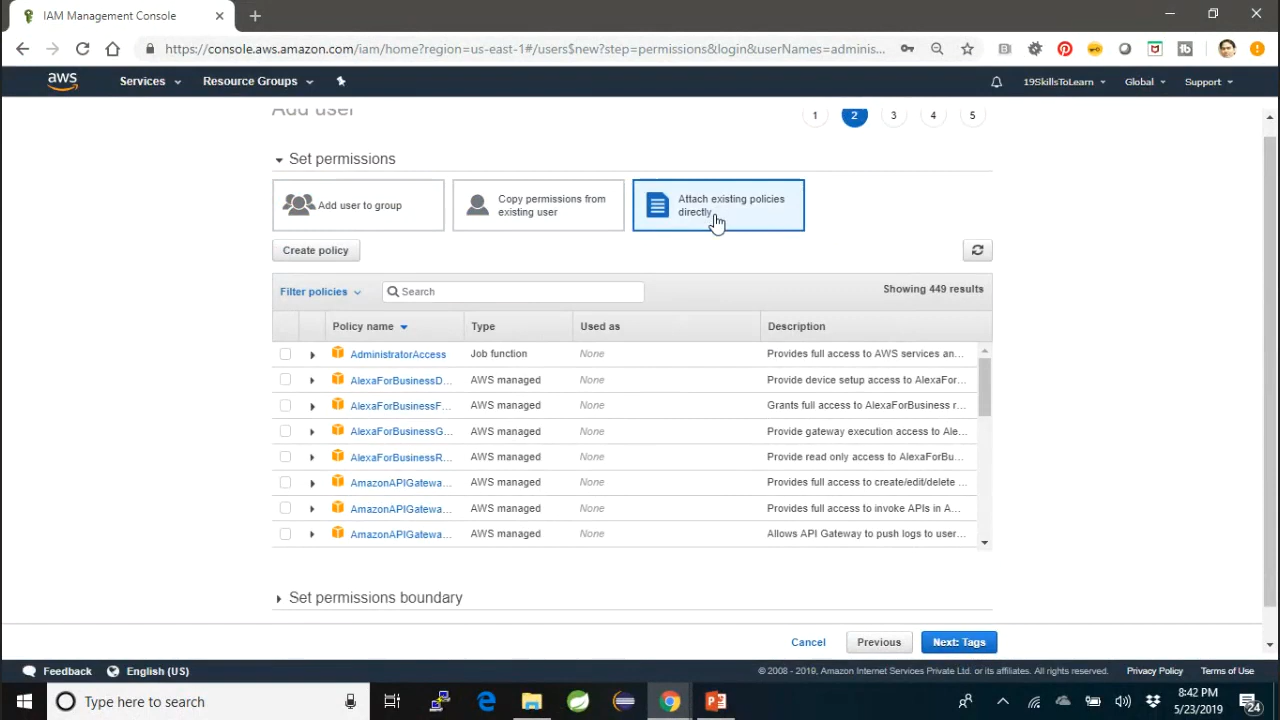 IAM Management Console
https://console.aws.amazon.com/iam/home?region=us-east-1#/users$new?step=permissions&login&userNames=adminis...
aws Services Resource Groups 19SkillsToLearn Global Support
Add user
1 2 3 4 5
Set permissions
Add user to group
Copy permissions from
existing user
Attach existing policies
directly
Create policy
Filter policies Search Showing 449 results
Policy name Type Used as Description
AdministratorAccess Job function None Provides full access to AWS services an...
AlexaForBusinessD... AWS managed None Provide device setup access to AlexaFor...
AlexaForBusinessF... AWS managed None Grants full access to AlexaForBusiness r...
AlexaForBusinessG... AWS managed None Provide gateway execution access to Ale...
AlexaForBusinessR... AWS managed None Provide read only access to AlexaForBu...
AmazonAPIGatewa... AWS managed None Provides full access to create/edit/delete ...
AmazonAPIGatewa... AWS managed None Provides full access to invoke APIs in A...
AmazonAPIGatewa... AWS managed None Allows API Gateway to push logs to user...
Set permissions boundary
Cancel Previous Next: Tags
Feedback English (US) © 2008 - 2019, Amazon Internet Services Private Ltd. or its affiliates. All rights reserved. Privacy Policy Terms of Use
Type here to search
8:42 PM
5/23/2019
24